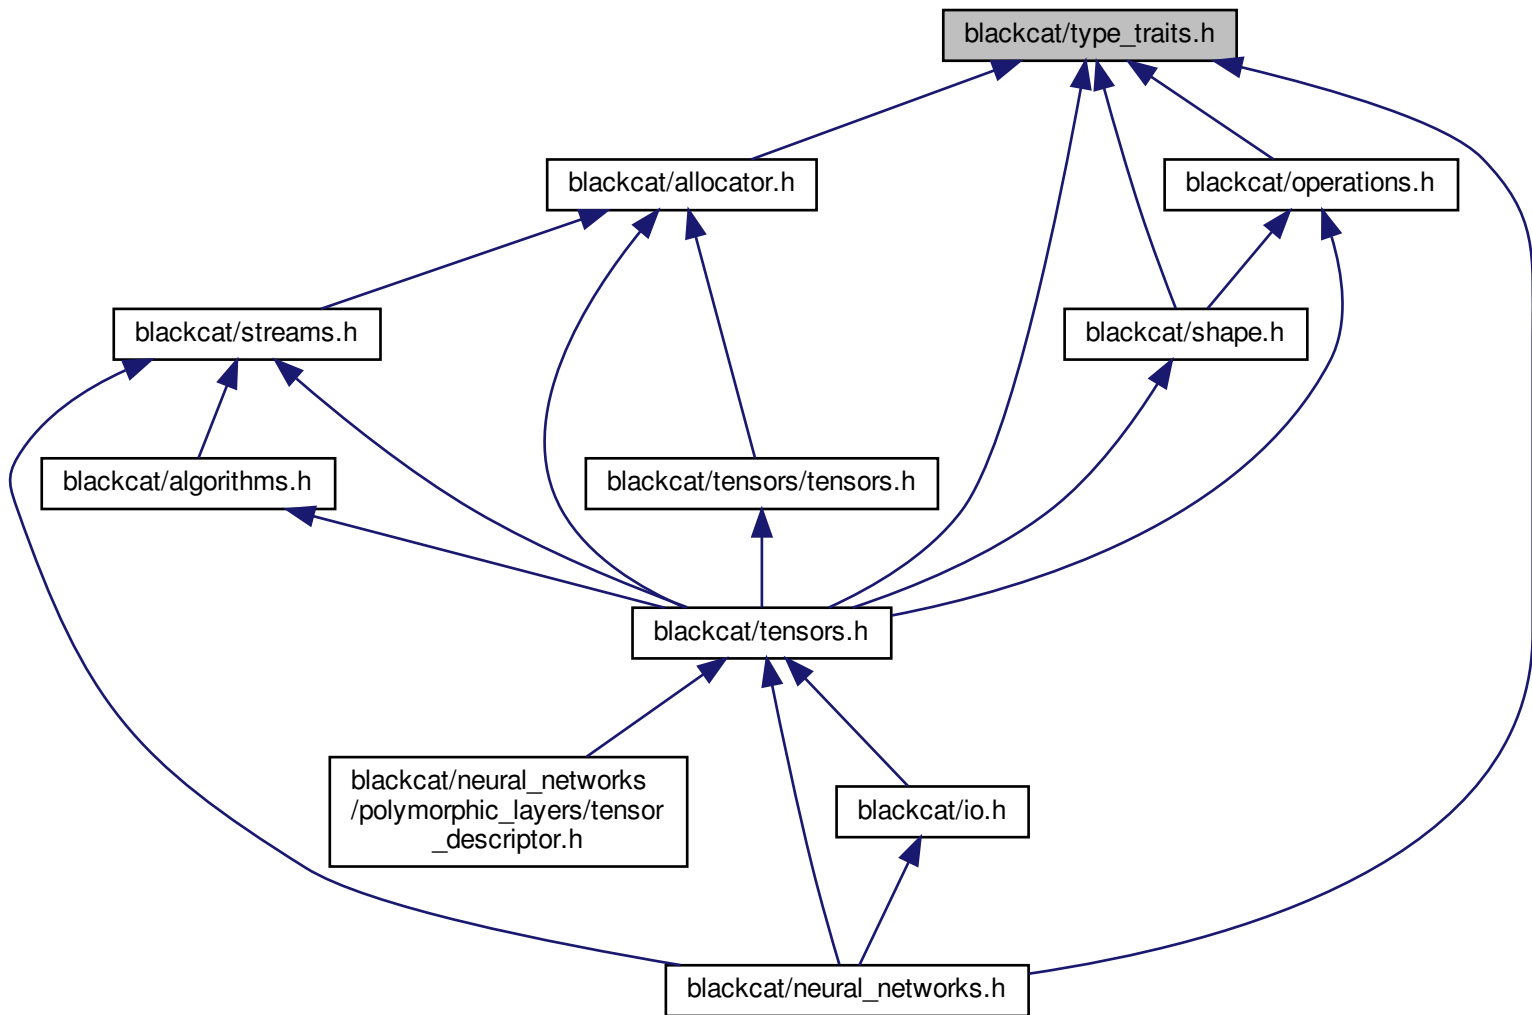 blackcat/type_traits.h
blackcat/allocator.h
blackcat/operations.h
blackcat/streams.h
blackcat/shape.h
blackcat/algorithms.h
blackcat/tensors/tensors.h
blackcat/tensors.h
blackcat/neural_networks
/polymorphic_layers/tensor
_descriptor.h
blackcat/io.h
blackcat/neural_networks.h